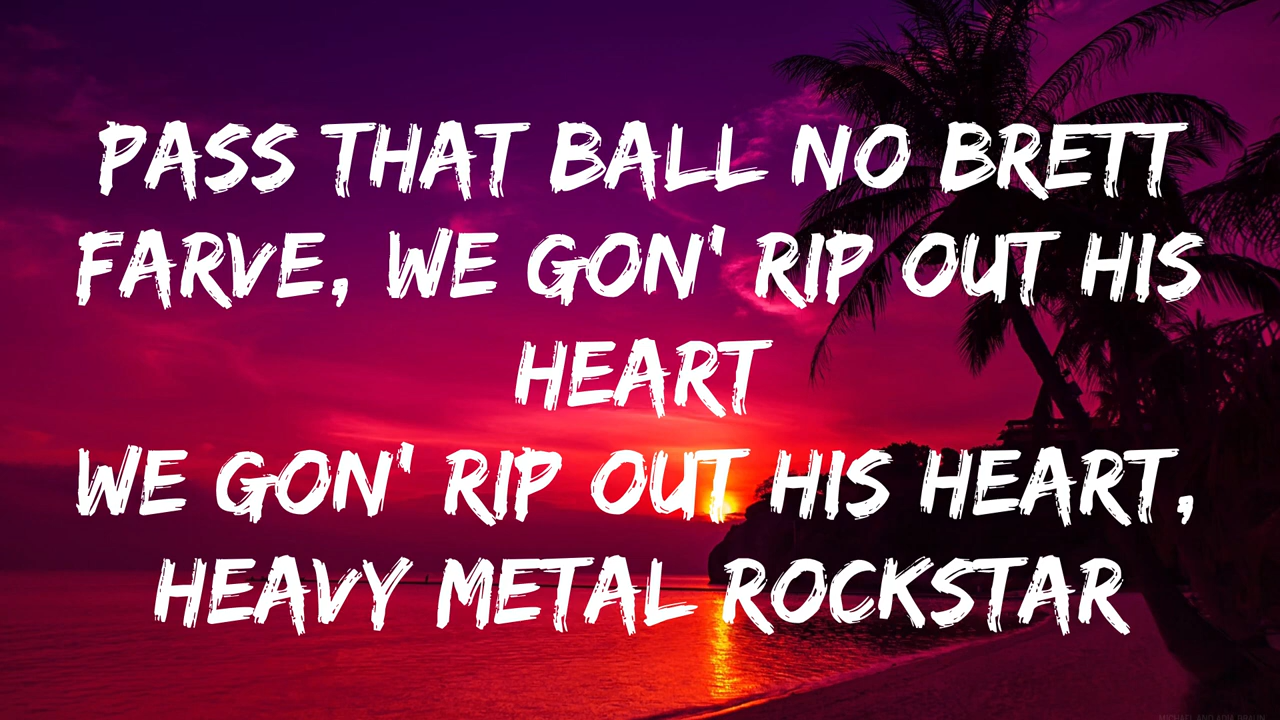 PASS THAT BALL NO BRETT
FARVE, WE GON' RIP OUT HIS
HEART
WE GON' RIP OUT HIS HEART,
HEAVY METAL ROCKSTAR